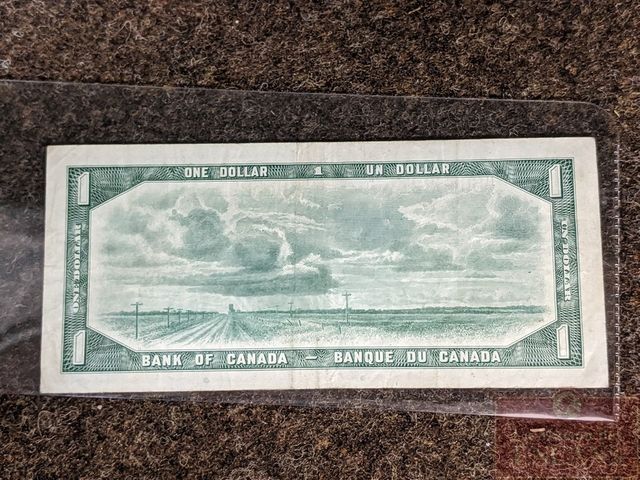 ONE DOLLAR 1 UN DOLLAR
1 1
ONE DOLLAR
UN DOLLAR
1 1
BANK OF CANADA – BANQUE DU CANADA